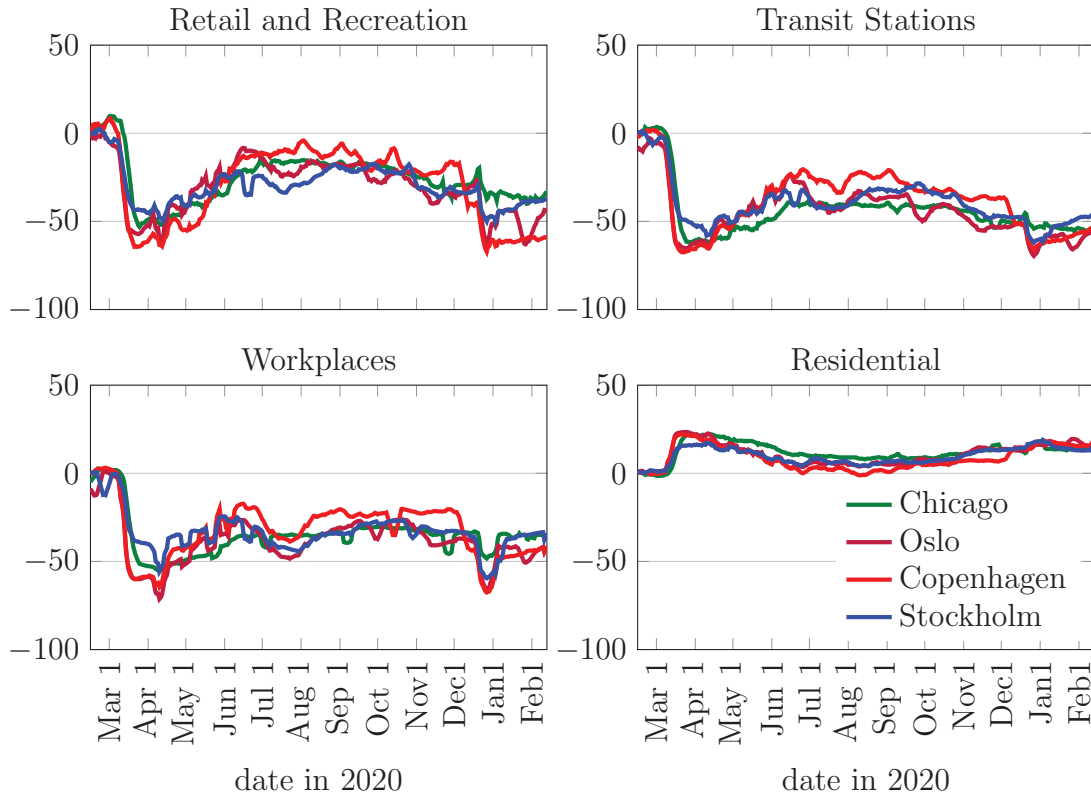 Retail and Recreation
50
0
−50
−100
Transit Stations
50
0
−50
−100
Workplaces
50
0
−50
−100
Mar 1
Apr 1
May 1
Jun 1
Jul 1
Aug 1
Sep 1
Oct 1
Nov1
Dec1
Jan1
Feb1
date in 2020
Residential
50
0
−50
−100
Chicago
Oslo
Copenhagen
Stockholm
Mar 1
Apr 1
May 1
Jun 1
Jul 1
Aug 1
Sep 1
Oct 1
Nov1
Dec1
Jan1
Feb1
date in 2020